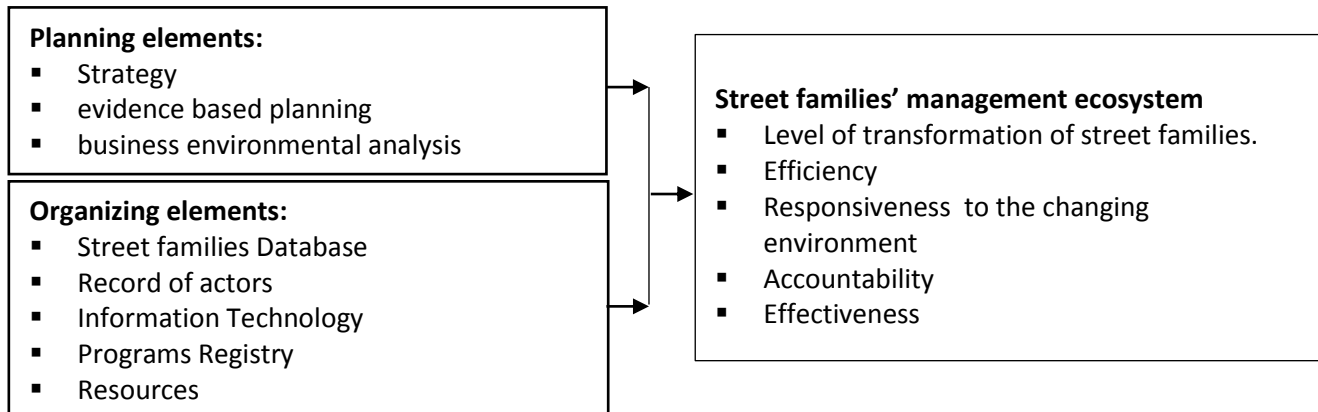 Planning elements:
▪ Strategy
▪ evidence based planning
▪ business environmental analysis
Organizing elements:
▪ Street families Database
▪ Record of actors
▪ Information Technology
▪ Programs Registry
▪ Resources
Street families’ management ecosystem
▪ Level of transformation of street families.
▪ Efficiency
▪ Responsiveness to the changing
environment
▪ Accountability
▪ Effectiveness